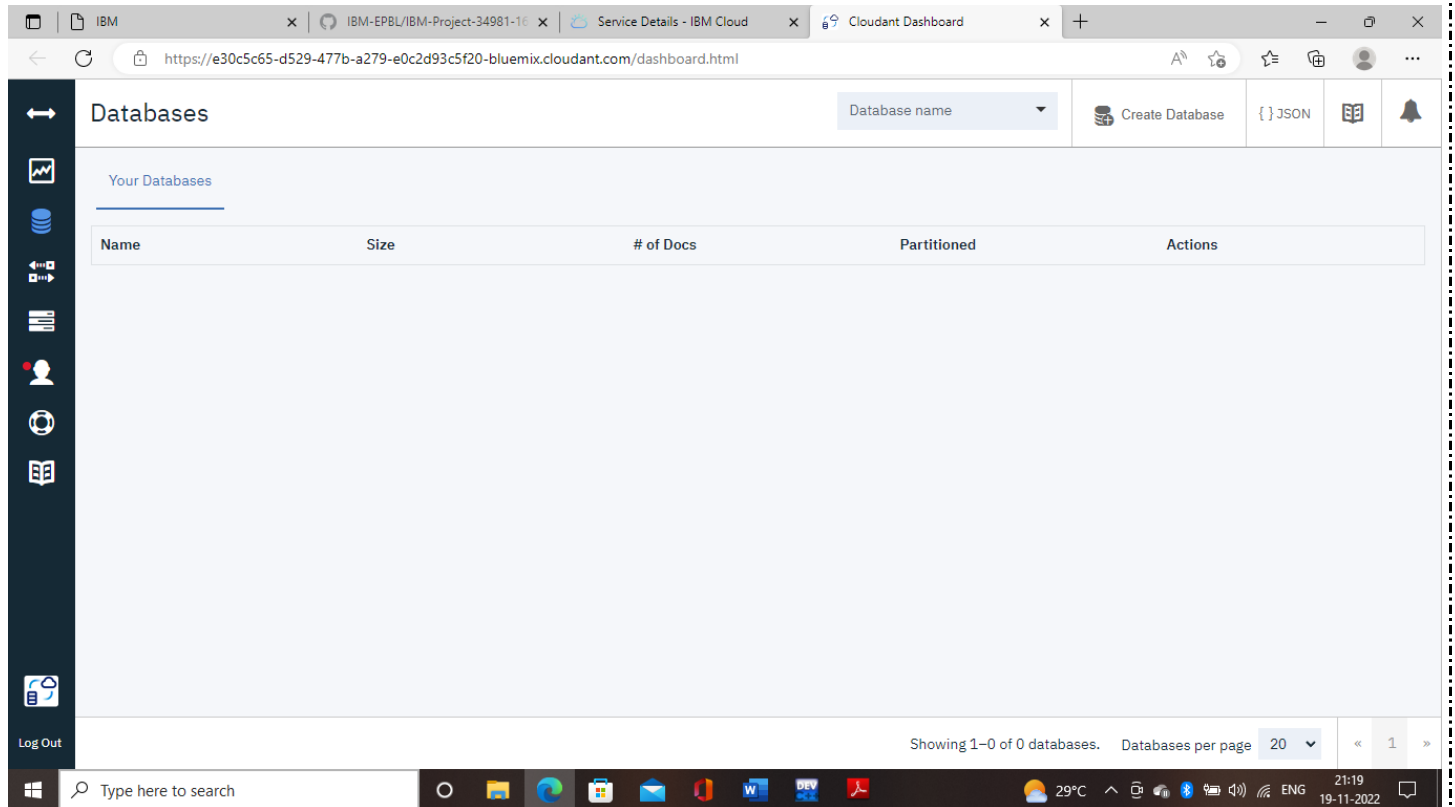 IBM
IBM-EPBL/IBM-Project-34981-16
Service Details - IBM Cloud
Cloudant Dashboard
https://e30c5c65-d529-477b-a279-e0c2d93c5f20-bluemix.cloudant.com/dashboard.html
Databases
Database name
Create Database
{ } JSON
Your Databases
Name Size # of Docs Partitioned Actions
Log Out
Showing 1–0 of 0 databases. Databases per page 20 « 1 »
Type here to search
W
DEV
29°C
ENG
21:19
19-11-2022